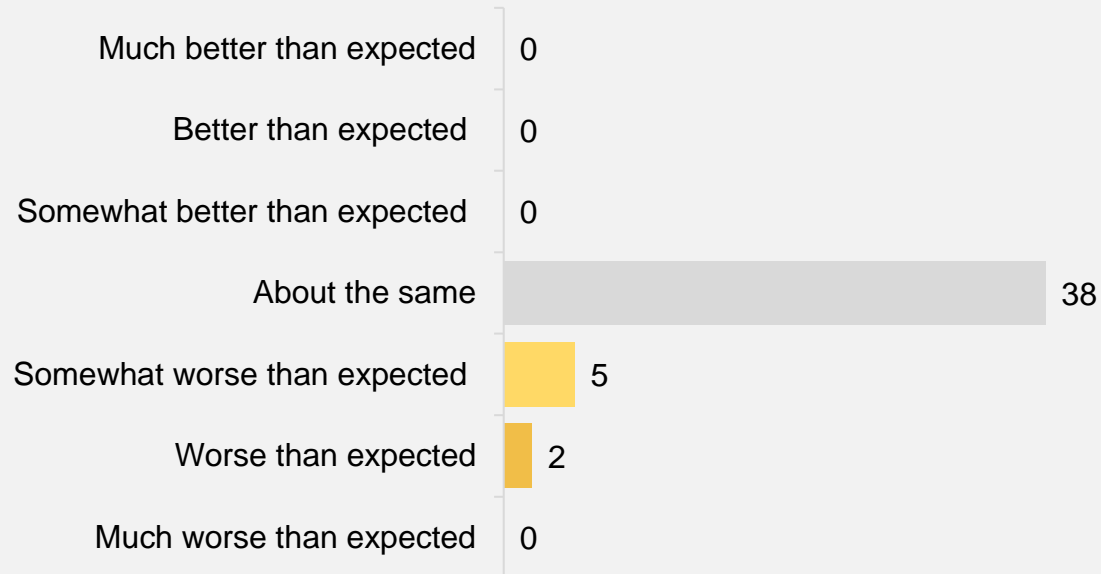 Much better than expected 0
Better than expected 0
Somewhat better than expected 0
About the same 38
Somewhat worse than expected 5
Worse than expected 2
Much worse than expected 0